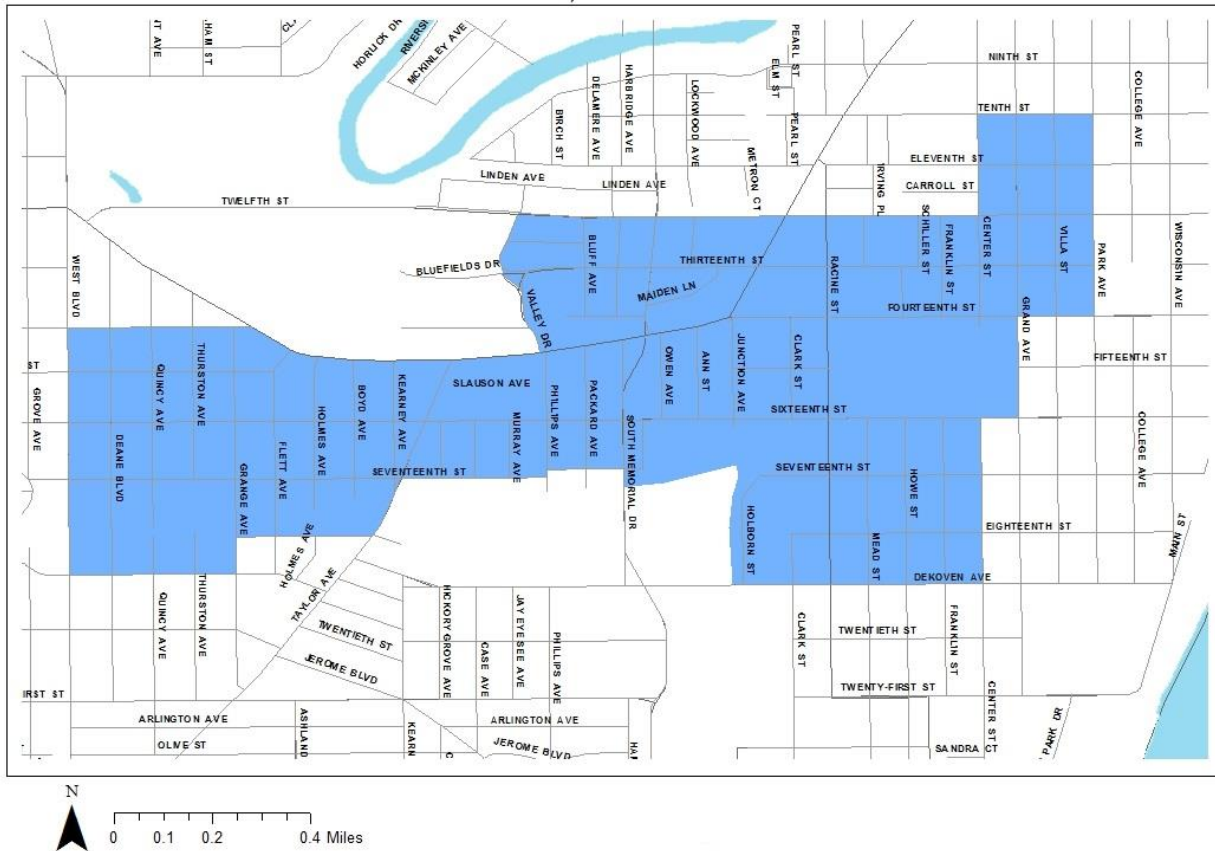 HORLICK DR
MCKINLEY AVE
PEARL ST
ELM ST
NINTH ST
COLLEGE AVE
DELAMERE AVE
HARBRIDGE AVE
LOCKWOOD AVE
BIRCH ST
PEARL ST
TENTH ST
METRON CT
ELEVENTH ST
LINDEN AVE
LINDEN AVE
IRVING PL
CARROLL ST
TWELFTH ST
SCHILLER ST
FRANKLIN ST
CENTER ST
VILLA ST
PARK AVE
WISCONSIN AVE
WEST BLVD
BLUEFIELDS DR
BLUFF AVE
THIRTEENTH ST
RACINE ST
MAIDEN LN
VALLEY DR
FOURTEENTH ST
GRAND AVE
FIFTEENTH ST
ST
GROVE AVE
QUINCY AVE
THURSTON AVE
HOLMES AVE
BOYD AVE
KEARNEY AVE
SLAUSON AVE
PHILLIPS AVE
PACKARD AVE
OWEN AVE
ANN ST
JUNCTION AVE
CLARK ST
SIXTEENTH ST
COLLEGE AVE
DEANE BLVD
GRANGE AVE
FLETT AVE
SEVENTEENTH ST
MURRAY AVE
SOUTH MEMORIAL DR
SEVENTEENTH ST
HOWE ST
HOLBORN ST
MEAD ST
EIGHTEENTH ST
MAIN ST
DEKOVEN AVE
HOLMES AVE
TAYLOR AVE
QUINCY AVE
THURSTON AVE
TWENTIETH ST
JEROME BLVD
HICKORY GROVE AVE
CASE AVE
JAY EYE SEE AVE
PHILLIPS AVE
CLARK ST
TWENTIETH ST
FRANKLIN ST
TWENTY-FIRST ST
CENTER ST
IRST ST
ARLINGTON AVE
ASHLAND
KEARN
ARLINGTON AVE
OLIVE ST
JEROME BLVD
SANDRA CT
PARK DR
N
0 0.1 0.2 0.4 Miles